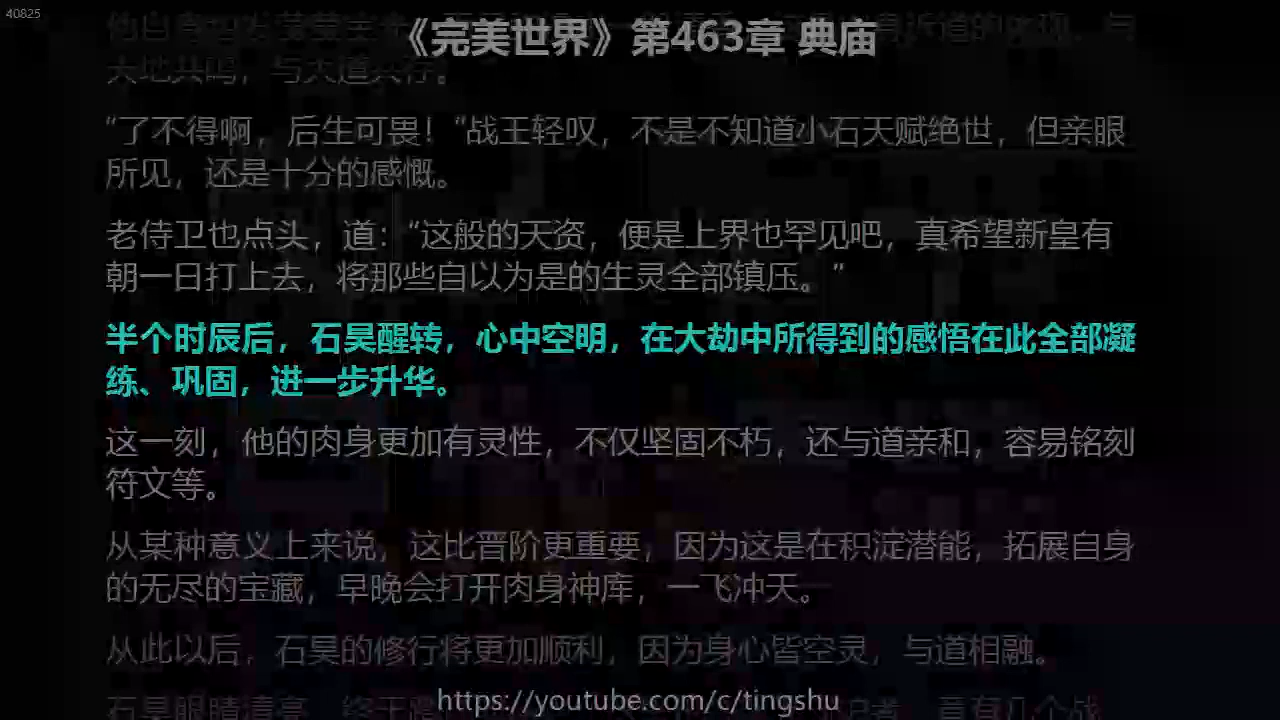 40825
《完美世界》第463章 典庙
天地共鸣，与大道共存。
“了不得啊，后生可畏！“战王轻叹，不是不知道小石天赋绝世，但亲眼
所见，还是十分的感慨。
老侍卫也点头，道：“这般的天资，便是上界也罕见吧，真希望新皇有
朝一日打上去，将那些自以为是的生灵全部镇压。”
半个时辰后，石昊醒转，心中空明，在大劫中所得到的感悟在此全部凝
练、巩固，进一步升华。
这一刻，他的肉身更加有灵性，不仅坚固不朽，还与道亲和，容易铭刻
符文等。
从某种意义上来说，这比晋阶更重要，因为这是在积淀潜能，拓展自身
的无尽的宝藏，早晚会打开肉身神库，一飞冲天。
从此以后，石昊的修行将更加顺利，因为身心皆空灵，与道相融。
石昊眼睛清亮，终于
https://youtube.com/c/tingshu
竟有几个战